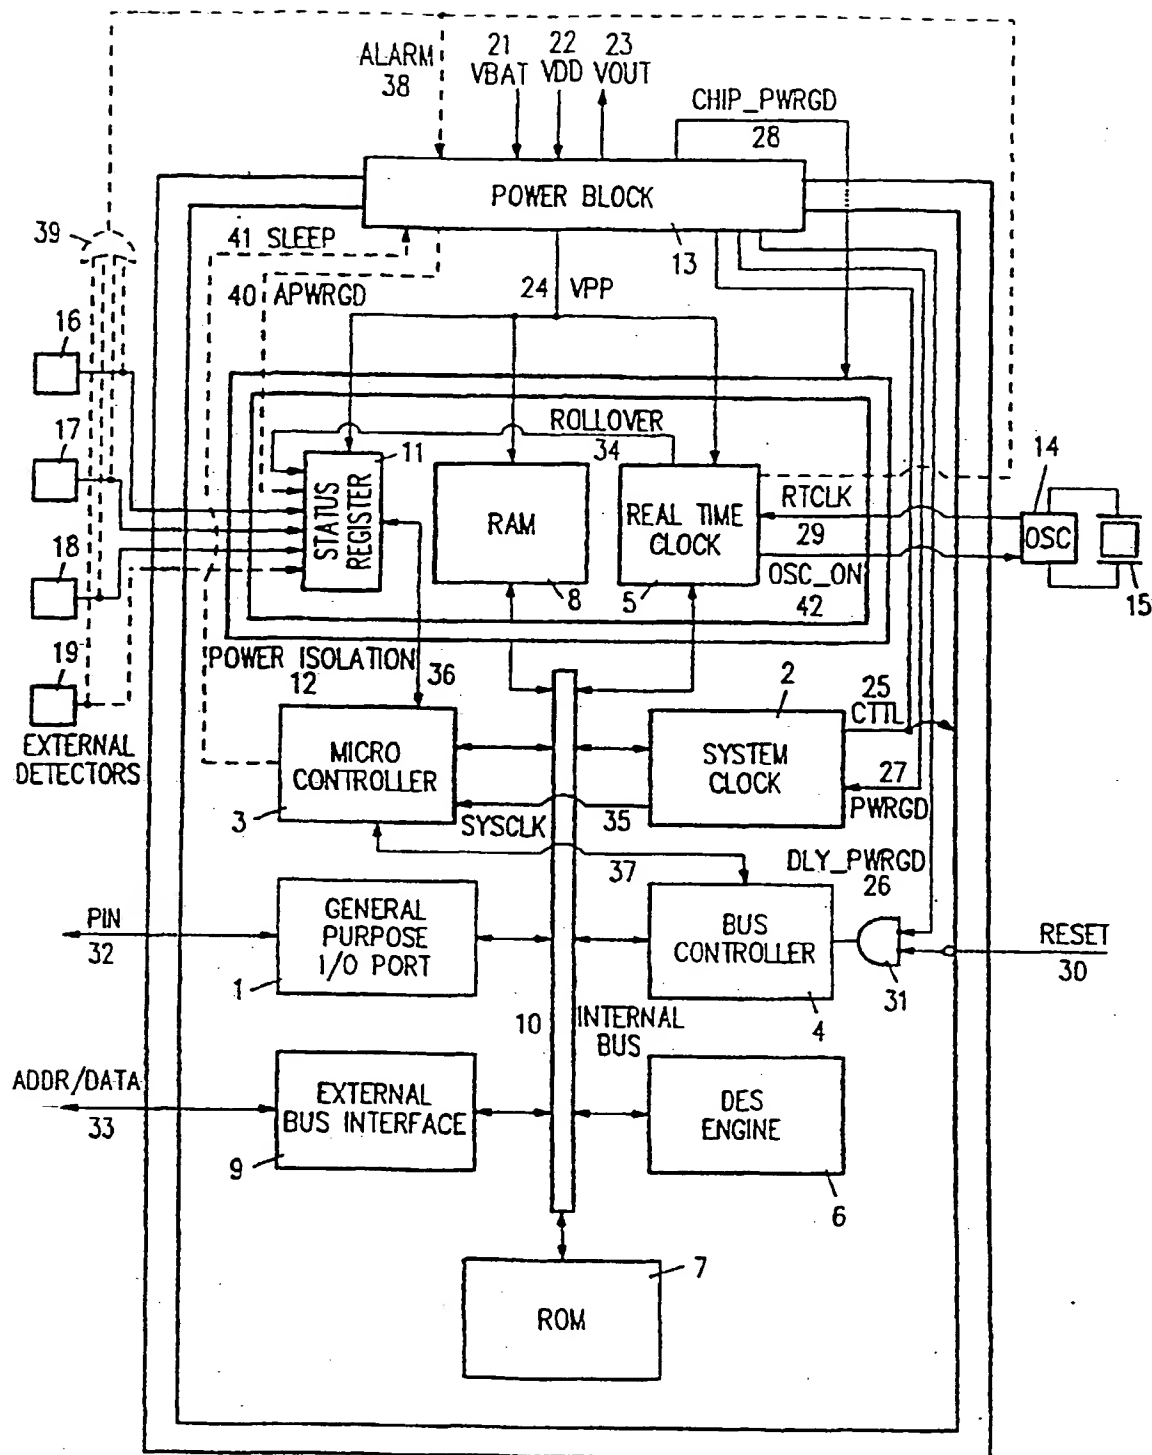 21 22 23
ALARM VBAT VDD VOUT
38
CHIP_PWRGD
28
POWER BLOCK
13
39
41 SLEEP
40 APWRGD
24 VPP
16
17
18
19
EXTERNAL
DETECTORS
ROLLOVER
34
11
STATUS
REGISTER
RAM
8
REAL TIME
CLOCK
5
RTCLK
29
OSC_ON
42
14
OSC
15
POWER ISOLATION
12
36
MICRO
CONTROLLER
3
2
SYSTEM
CLOCK
25
CTTL
27
PWRGD
SYSCLK
35
37
DLY_PWRGD
26
PIN
32
GENERAL
PURPOSE
I/O PORT
1
BUS
CONTROLLER
4
31
RESET
30
10
INTERNAL
BUS
ADDR/DATA
33
EXTERNAL
BUS INTERFACE
9
DES
ENGINE
6
7
ROM